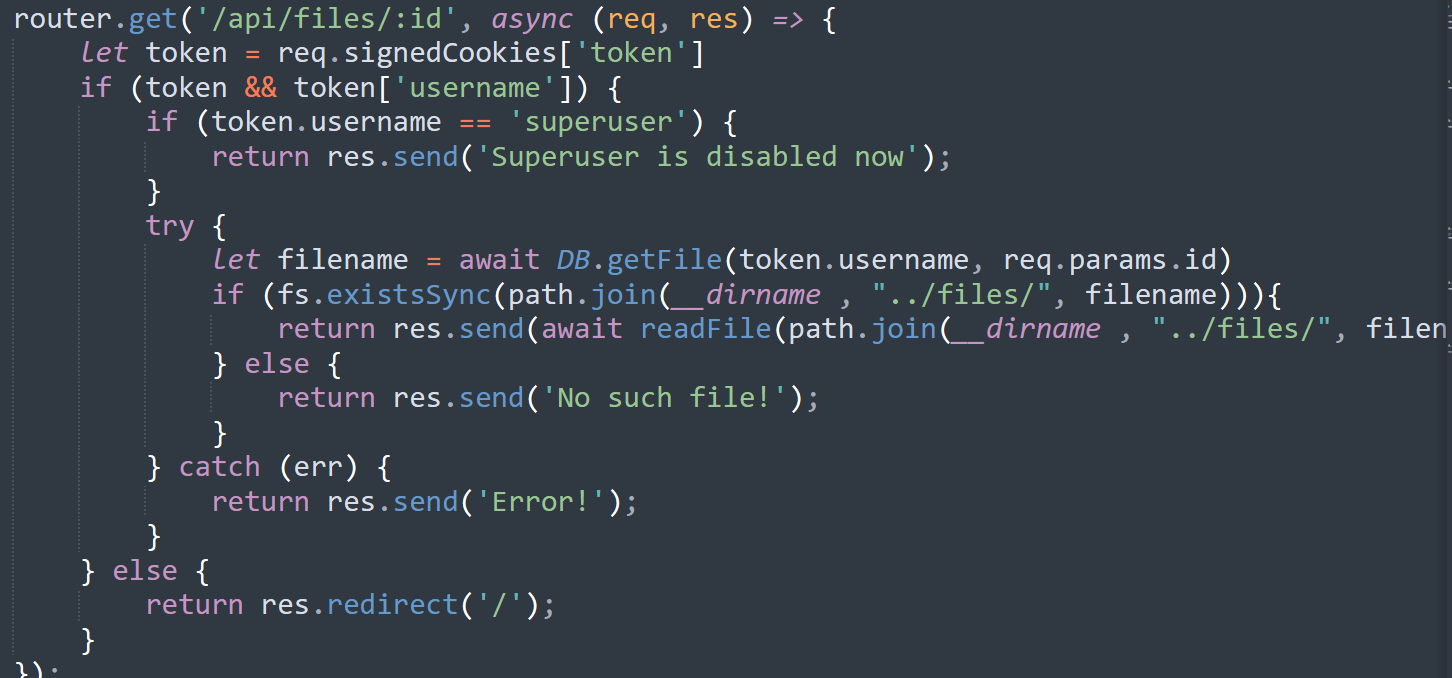 router.get('/api/files/:id', async (req, res) => {
    let token = req.signedCookies['token']
    if (token && token['username']) {
        if (token.username == 'superuser') {
            return res.send('Superuser is disabled now');
        }
        try {
            let filename = await DB.getFile(token.username, req.params.id)
            if (fs.existsSync(path.join(__dirname , "../files/", filename))){
                return res.send(await readFile(path.join(__dirname , "../files/", filen
            } else {
                return res.send('No such file!');
            }
        } catch (err) {
            return res.send('Error!');
        }
    } else {
        return res.redirect('/');
    }
});